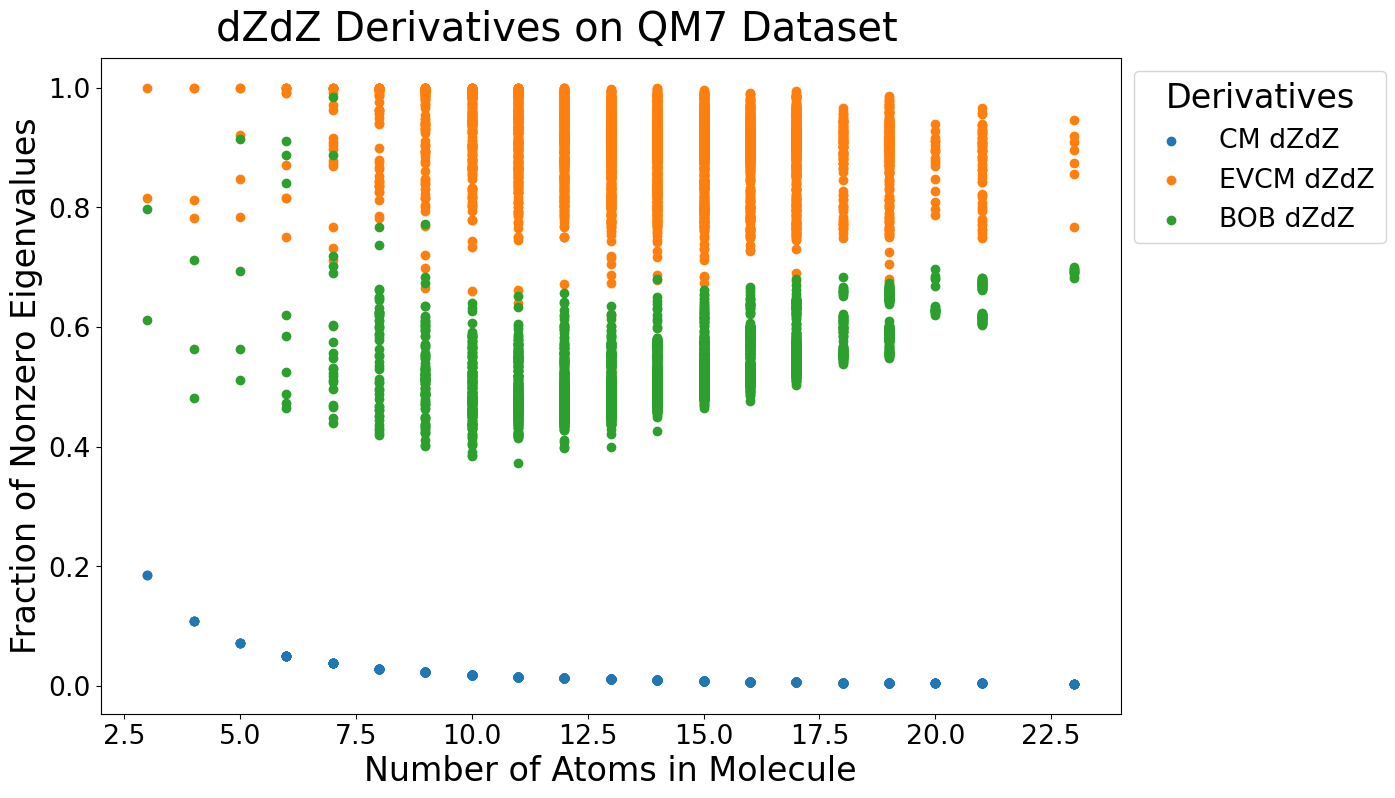 dZdZ Derivatives on QM7 Dataset
Fraction of Nonzero Eigenvalues
1.0
0.8
0.6
0.4
0.2
0.0
2.5 5.0 7.5 10.0 12.5 15.0 17.5 20.0 22.5
Number of Atoms in Molecule
Derivatives
CM dZdZ
EVCM dZdZ
BOB dZdZ